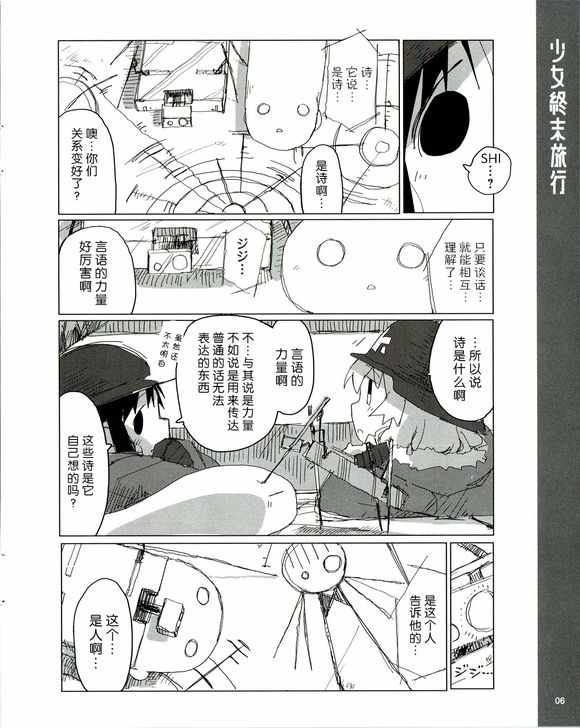 少女終末旅行
SHI
…?
诗…
它说…
是诗…
是诗啊…
噢…你们
关系变好了?
只要谈话…
就能相互…
理解了…
ジジ…
言语的力量
好厉害啊…
…所以说
诗是什么啊
言语的
力量啊
不…与其说是力量
不如说是用来传达
普通的话无法
表达的东西
虽然还
不太明白
这些诗是它
自己想的吗?
ジジ…
是这个人
告诉他的…
这个…
是人啊…
06